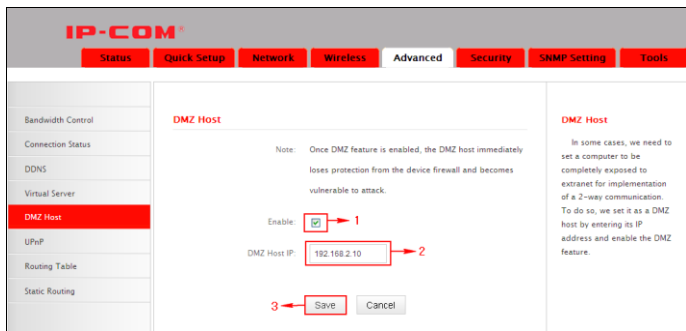 IP-COM®
Status Quick Setup Network Wireless Advanced Security SNMP Setting Tools
Bandwidth Control
Connection Status
DDNS
Virtual Server
DMZ Host
UPnP
Routing Table
Static Routing
DMZ Host
Note: Once DMZ feature is enabled, the DMZ host immediately
loses protection from the device firewall and becomes
vulnerable to attack.
Enable: 1
DMZ Host IP: 192.168.2.10 2
3 Save Cancel
DMZ Host
In some cases, we need to
set a computer to be
completely exposed to
extranet for implementation
of a 2-way communication.
To do so, we set it as a DMZ
host by entering its IP
address and enable the DMZ
feature.